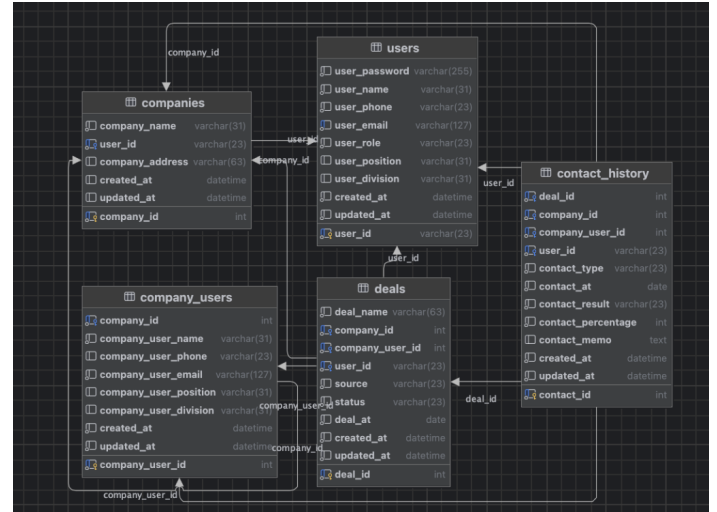 company_id
users
user_password varchar(255)
user_name varchar(31)
user_phone varchar(23)
user_email varchar(127)
user_role varchar(23)
user_position varchar(31)
user_division varchar(31)
created_at datetime
updated_at datetime
user_id varchar(23)
companies
company_name varchar(31)
user_id varchar(23)
company_address varchar(63)
created_at datetime
updated_at datetime
company_id int
user_id
company_id
user_id
contact_history
deal_id int
company_id int
company_user_id int
user_id varchar(23)
contact_type varchar(23)
contact_at date
contact_result varchar(23)
contact_percentage int
contact_memo text
created_at datetime
updated_at datetime
contact_id int
user_id
deals
deal_name varchar(63)
company_id int
company_user_id int
user_id varchar(23)
source varchar(23)
status varchar(23)
deal_at date
created_at datetime
updated_at datetime
deal_id int
company_users
company_id int
company_user_name varchar(31)
company_user_phone varchar(23)
company_user_email varchar(127)
company_user_position varchar(31)
company_user_division varchar(31)
created_at datetime
updated_at datetime
company_user_id int
company_user_id
deal_id
company_id
company_user_id